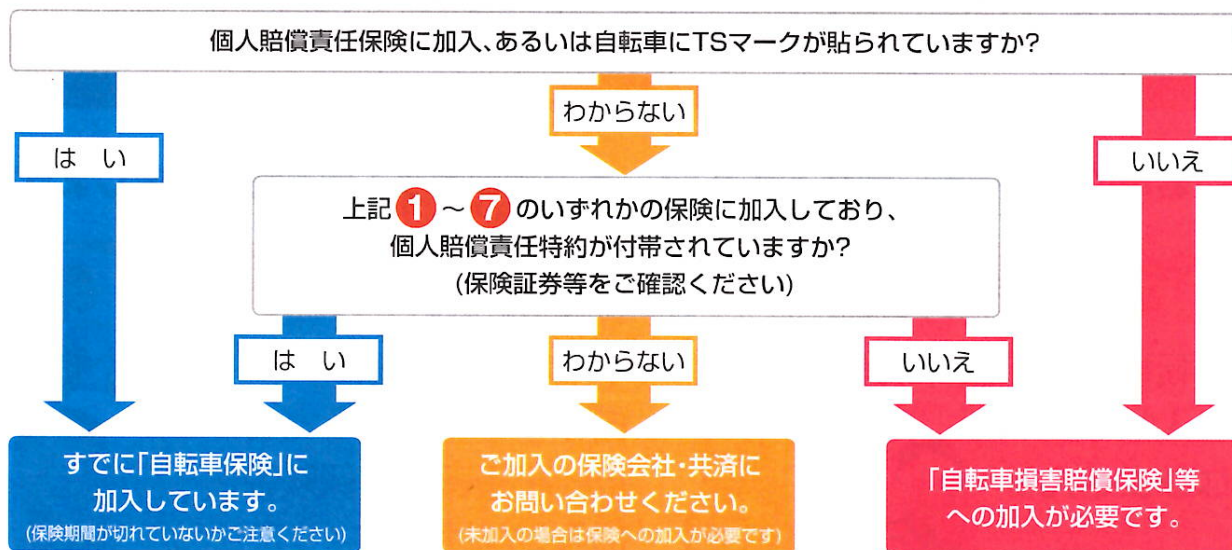 個人賠償責任保険に加入、あるいは自転車にTSマークが貼られていますか?
は い
わからない
いいえ
上記 1 ～ 7 のいずれかの保険に加入しており、
個人賠償責任特約が付帯されていますか?
(保険証券等をご確認ください)
は い
わからない
いいえ
すでに「自転車保険」に
加入しています。
(保険期間が切れていないかご注意ください)
ご加入の保険会社・共済に
お問い合わせください。
(未加入の場合は保険への加入が必要です)
「自転車損害賠償保険」等
への加入が必要です。